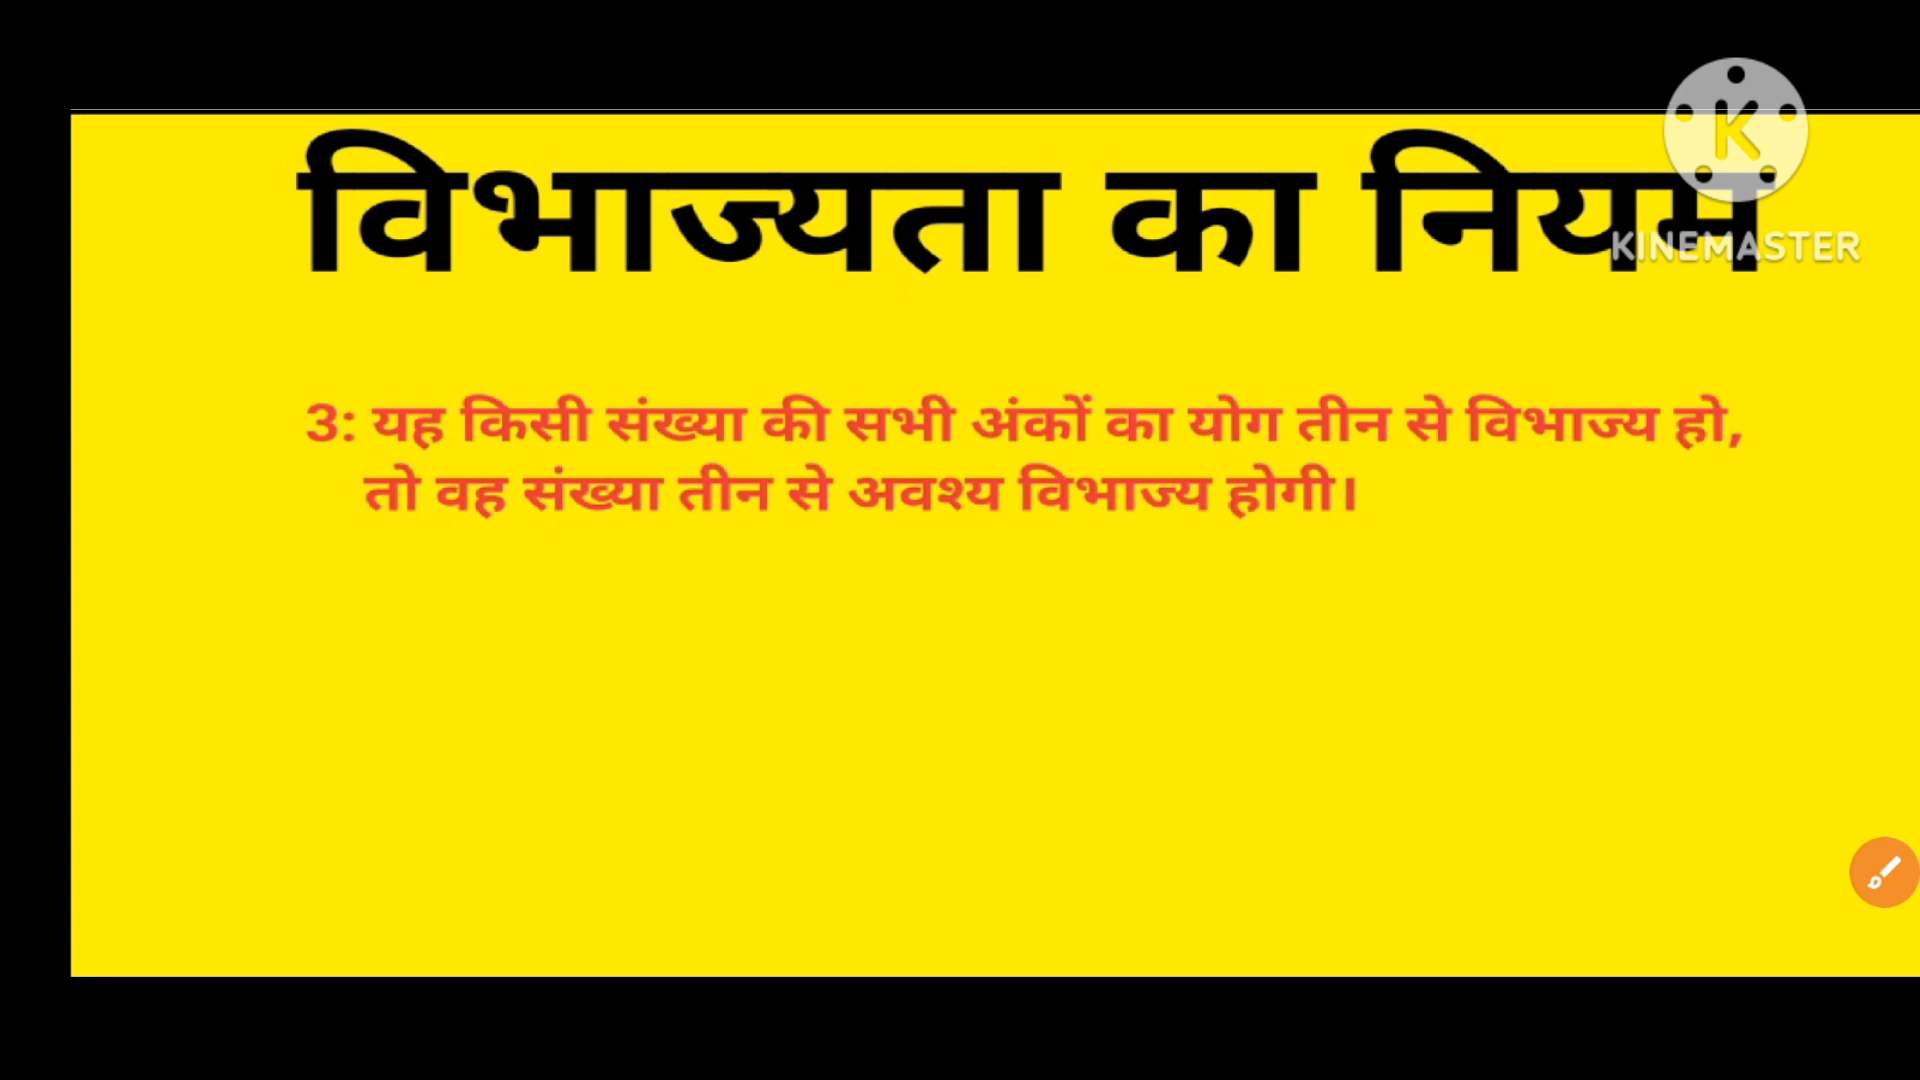 विभाज्यता का नियम
KINEMASTER
3: यह किसी संख्या की सभी अंकों का योग तीन से विभाज्य हो,
तो वह संख्या तीन से अवश्य विभाज्य होगी।